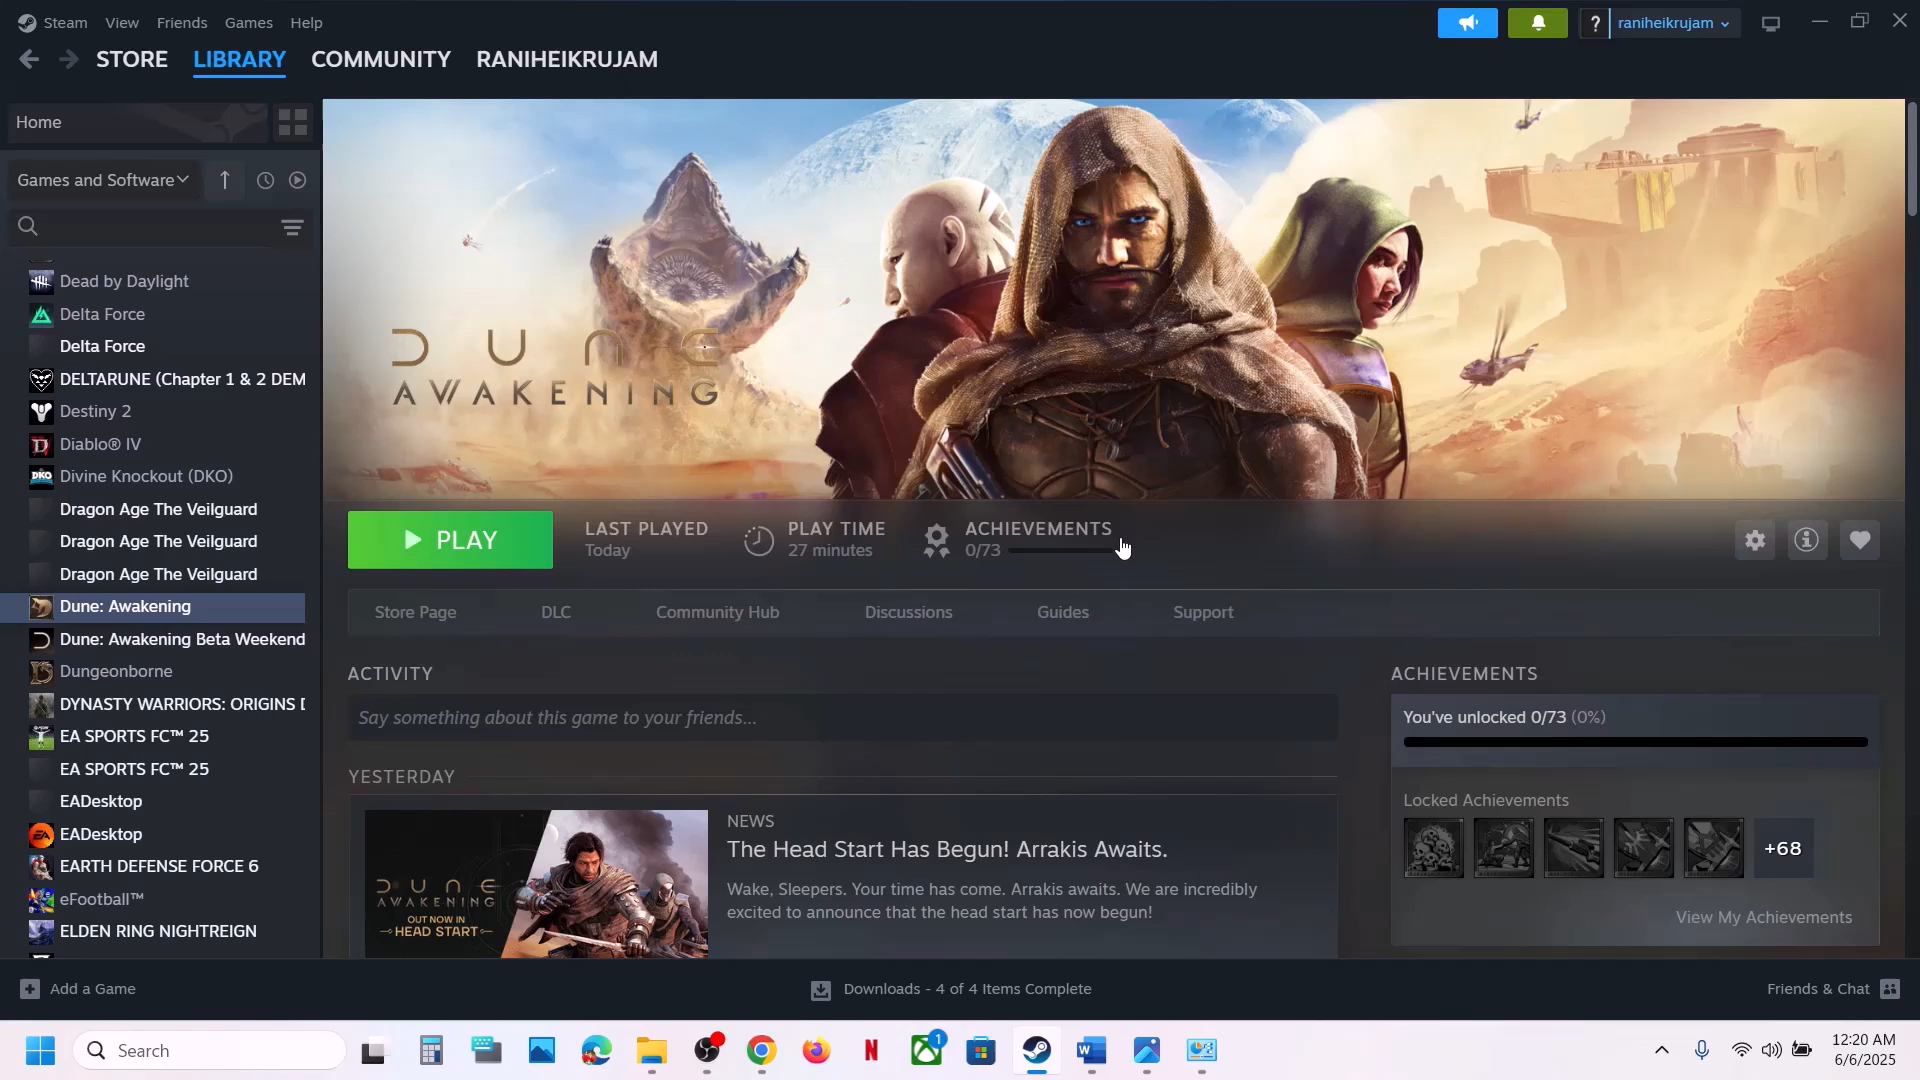 Steam View Friends Games Help
raniheikrujam
STORE LIBRARY COMMUNITY RANIHEIKRUJAM
Home
Games and Software
Dead by Daylight
Delta Force
Delta Force
DELTARUNE (Chapter 1 & 2 DEM
Destiny 2
Diablo® IV
Divine Knockout (DKO)
Dragon Age The Veilguard
Dragon Age The Veilguard
Dragon Age The Veilguard
Dune: Awakening
Dune: Awakening Beta Weekend
Dungeonborne
DYNASTY WARRIORS: ORIGINS D
EA SPORTS FC™ 25
EA SPORTS FC™ 25
EADesktop
EADesktop
EARTH DEFENSE FORCE 6
eFootball™
ELDEN RING NIGHTREIGN
DUNE
AWAKENING
PLAY
LAST PLAYED
Today
PLAY TIME
27 minutes
ACHIEVEMENTS
0/73
Store Page DLC Community Hub Discussions Guides Support
ACTIVITY
Say something about this game to your friends...
YESTERDAY
DUNE
AWAKENING
OUT NOW IN
HEAD START
NEWS
The Head Start Has Begun! Arrakis Awaits.
Wake, Sleepers. Your time has come. Arrakis awaits. We are incredibly
excited to announce that the head start has now begun!
ACHIEVEMENTS
You've unlocked 0/73 (0%)
Locked Achievements
+68
View My Achievements
Add a Game
Downloads - 4 of 4 Items Complete
Friends & Chat
Search
1
12:20 AM
6/6/2025